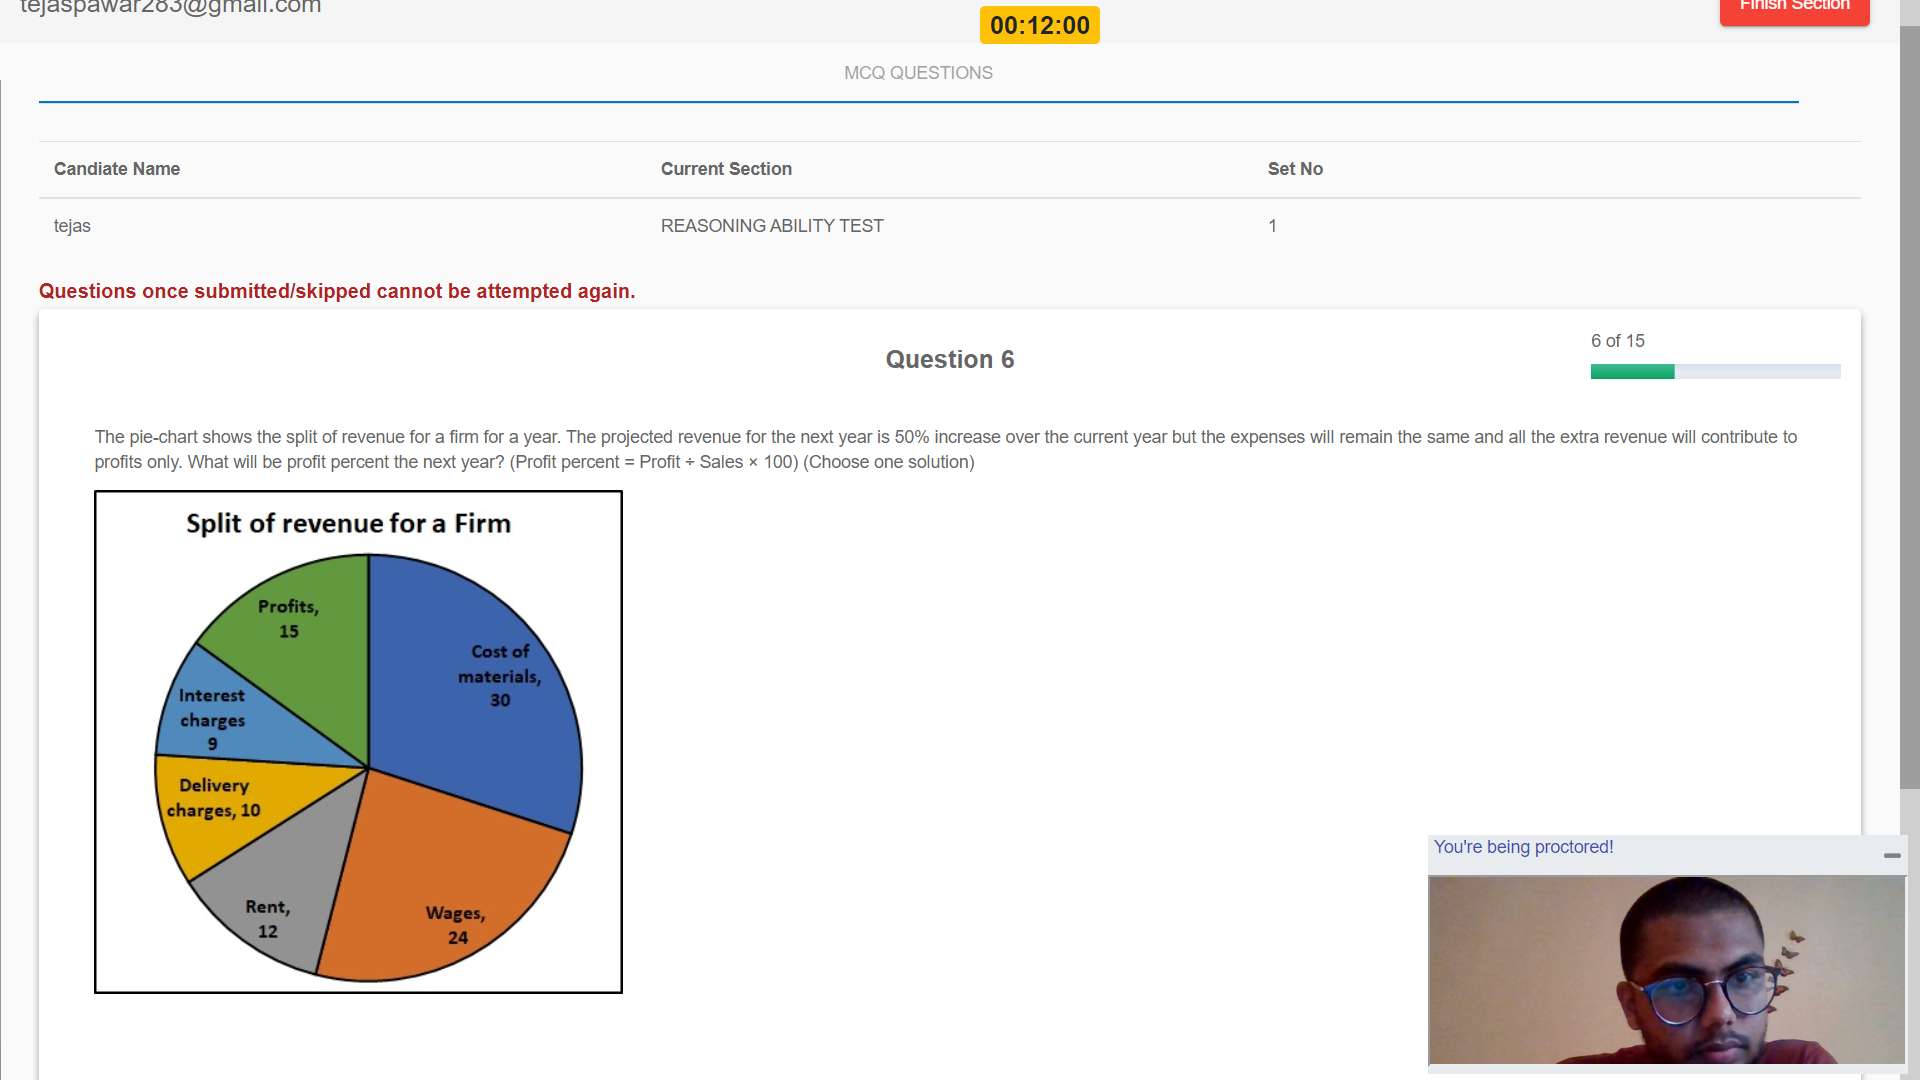 tejaspawar283@gmail.com
Finish Section
00:12:00
MCQ QUESTIONS
Candiate Name Current Section Set No
tejas REASONING ABILITY TEST 1
Questions once submitted/skipped cannot be attempted again.
6 of 15
Question 6
The pie-chart shows the split of revenue for a firm for a year. The projected revenue for the next year is 50% increase over the current year but the expenses will remain the same and all the extra revenue will contribute to
profits only. What will be profit percent the next year? (Profit percent = Profit ÷ Sales × 100) (Choose one solution)
Split of revenue for a Firm
Profits,
15
Cost of
materials,
30
Interest
charges
9
Delivery
charges, 10
Rent,
12
Wages,
24
You're being proctored!